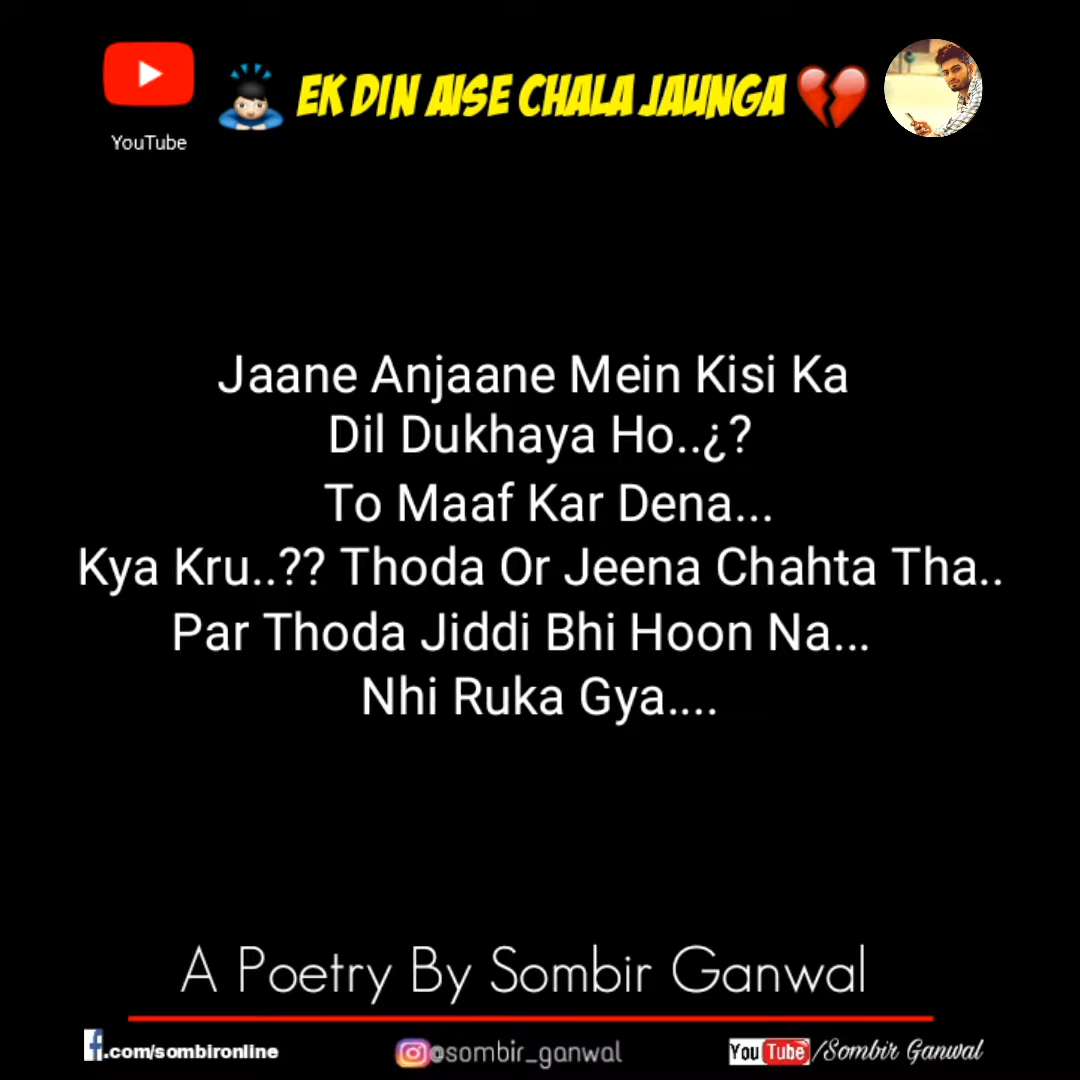 YouTube
EK DIN AISE CHALA JAUNGA
Jaane Anjaane Mein Kisi Ka
Dil Dukhaya Ho..¿?
To Maaf Kar Dena...
Kya Kru..?? Thoda Or Jeena Chahta Tha..
Par Thoda Jiddi Bhi Hoon Na...
Nhi Ruka Gya....
A Poetry By Sombir Ganwal
f.com/sombironline
@sombir_ganwal
YouTube/Sombir Ganwal